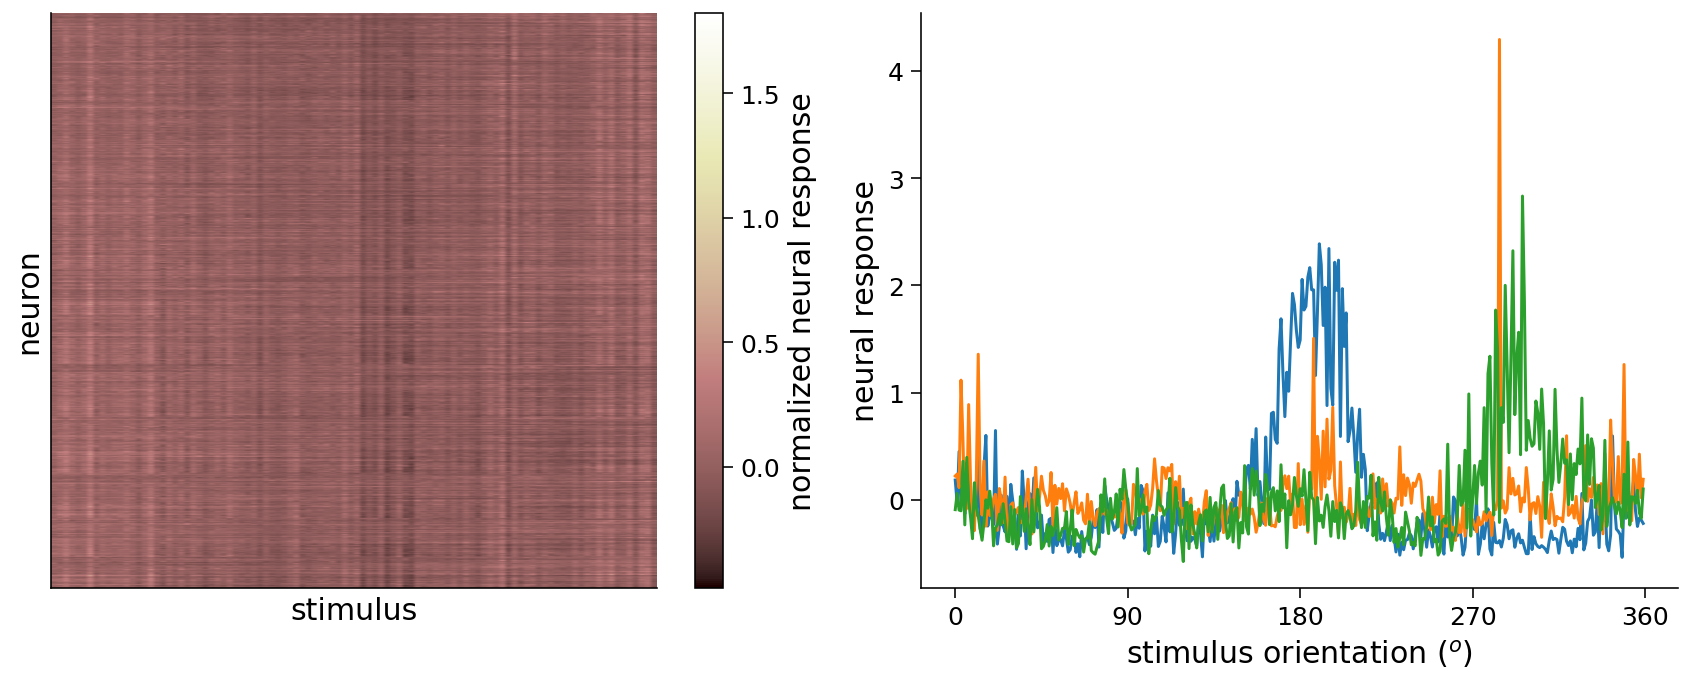 neuron
stimulus
1.5
1.0
0.5
0.0
normalized neural response
neural response
4
3
2
1
0
0 90 180 270 360
stimulus orientation (º)